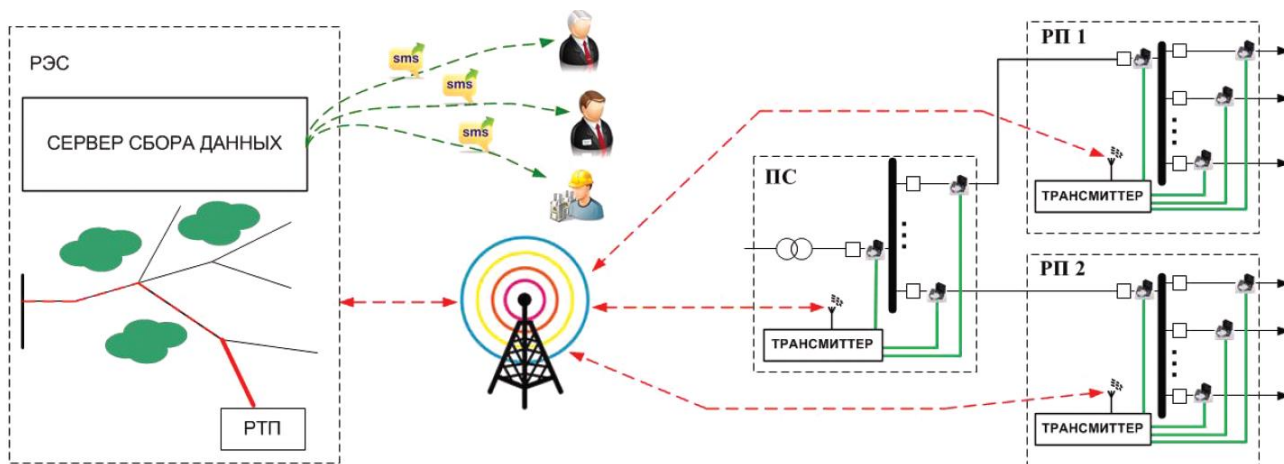 РЭС
СЕРВЕР СБОРА ДАННЫХ
РТП
sms
sms
sms
ПС
ТРАНСМИТТЕР
РП 1
ТРАНСМИТТЕР
РП 2
ТРАНСМИТТЕР